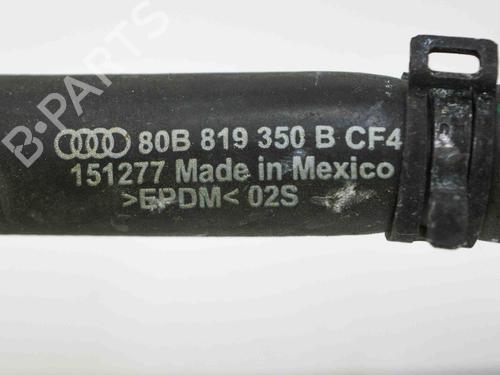 B-PARTS
80B 819 350 B CF4
151277 Made in Mexico
>EPDM< 02S